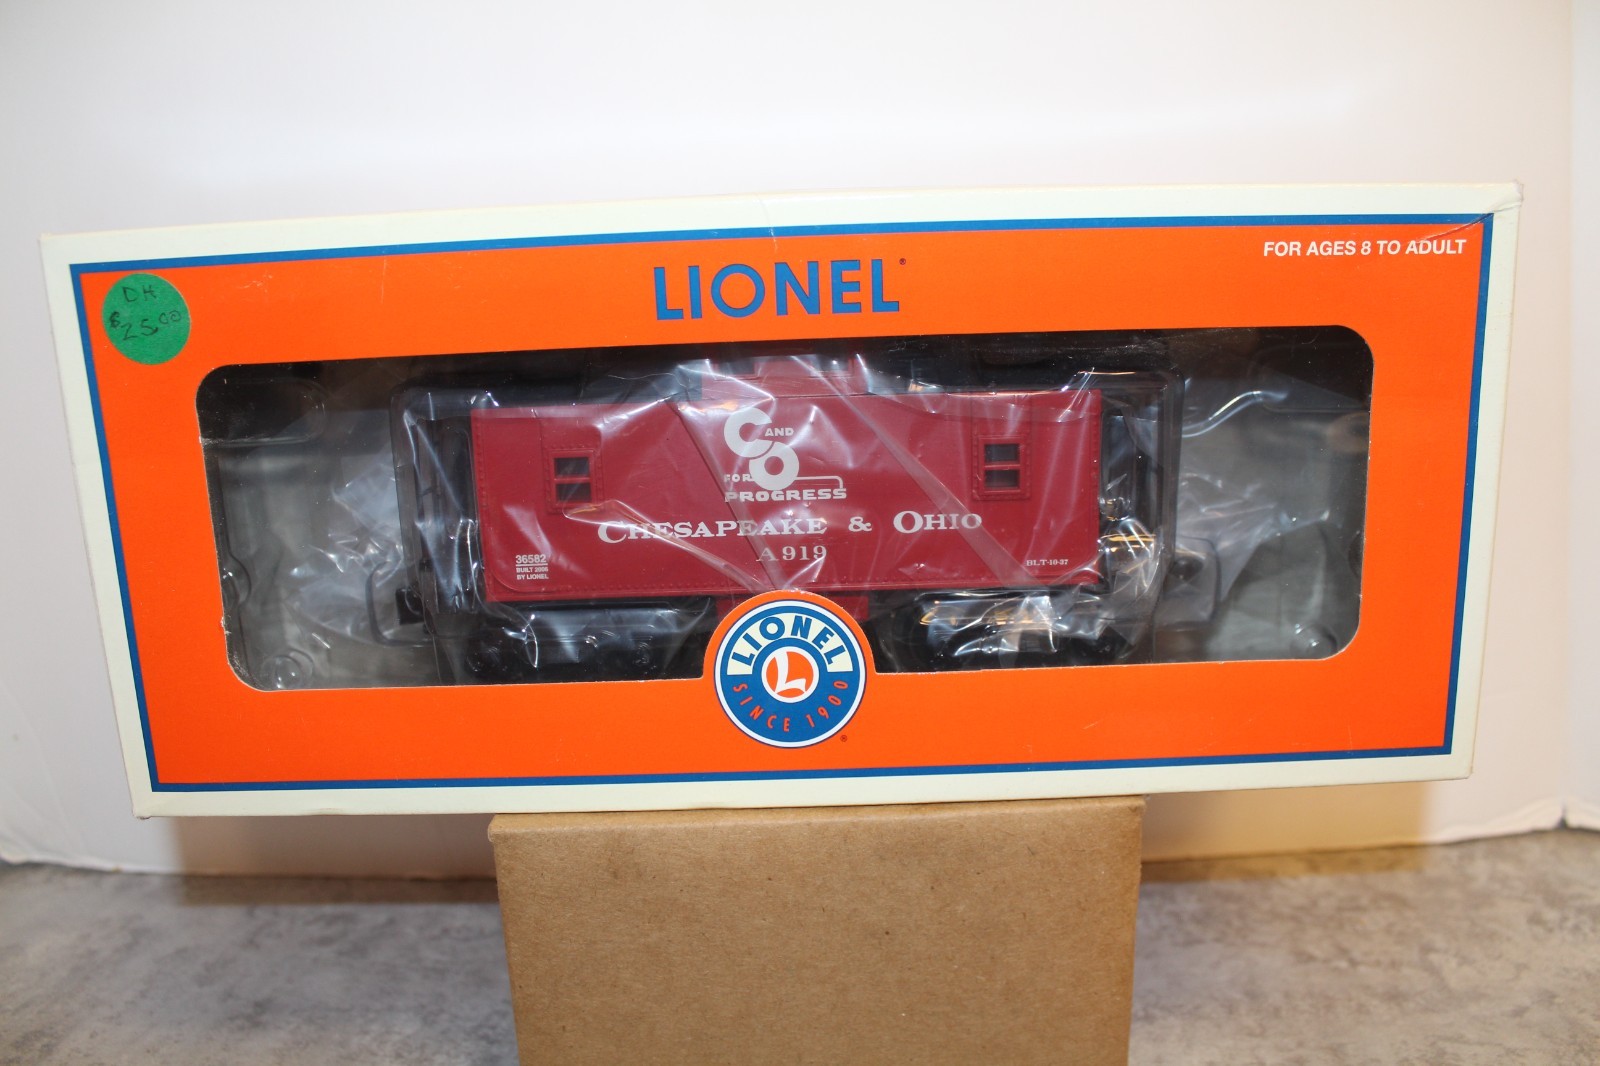 FOR AGES 8 TO ADULT
LIONEL
DH
$25.00
C AND
O
FOR
PROGRESS
CHESAPEAKE & OHIO
A919
36582
BUILT 2006
BY LIONEL
BLT-10-37
LIONEL
L
SINCE 1900